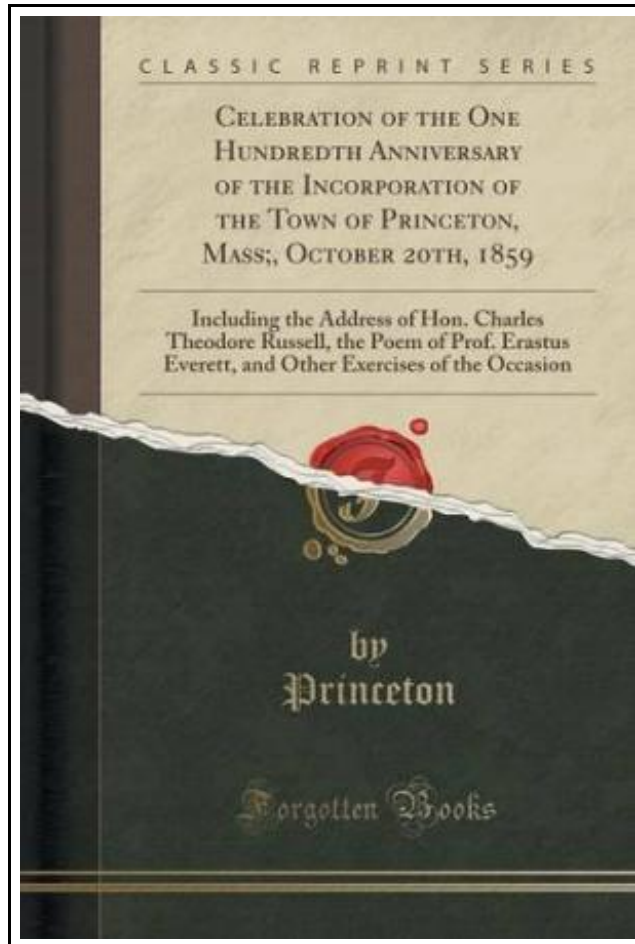 CLASSIC REPRINT SERIES
CELEBRATION OF THE ONE
HUNDREDTH ANNIVERSARY
OF THE INCORPORATION OF
THE TOWN OF PRINCETON,
MASS;, OCTOBER 20TH, 1859
Including the Address of Hon. Charles
Theodore Russell, the Poem of Prof. Erastus
Everett, and Other Exercises of the Occasion
by
Princeton
Forgotten Books